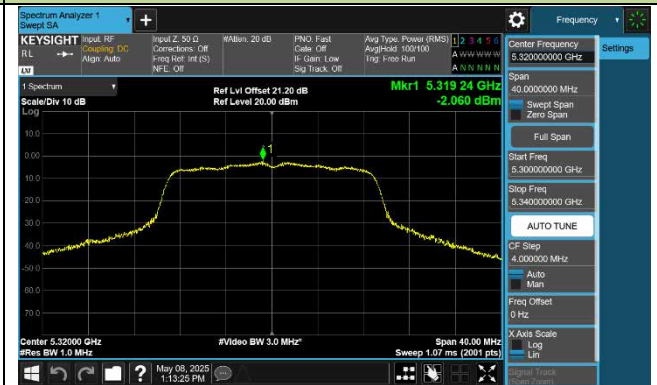 Spectrum Analyzer 1
Swept SA
+
Frequency
KEYSIGHT
RL
LXI
Input: RF
Coupling: DC
Align: Auto
Input Z: 50 Ω
Corrections: Off
Freq Ref: Int (S)
NFE: Off
#Atten: 20 dB
PNO: Fast
Gate: Off
IF Gain: Low
Sig Track: Off
Avg Type: Power (RMS)
Avg|Hold: 100/100
Trig: Free Run
1 2 3 4 5 6
A W W W W W
A N N N N N
Center Frequency
5.320000000 GHz
Settings
1 Spectrum
Scale/Div 10 dB
Log
Ref Lvl Offset 21.20 dB
Ref Level 20.00 dBm
Mkr1 5.319 24 GHz
-2.060 dBm
Span
40.0000000 MHz
Swept Span
Zero Span
Full Span
Start Freq
5.300000000 GHz
Stop Freq
5.340000000 GHz
AUTO TUNE
CF Step
4.000000 MHz
Auto
Man
Freq Offset
0 Hz
X Axis Scale
Log
Lin
Signal Track
(Span Zoom)
10.0
0.00
-10.0
-20.0
-30.0
-40.0
-50.0
-60.0
-70.0
1
Center 5.32000 GHz
#Res BW 1.0 MHz
#Video BW 3.0 MHz*
Span 40.00 MHz
Sweep 1.07 ms (2001 pts)
?
May 08, 2025
1:13:25 PM